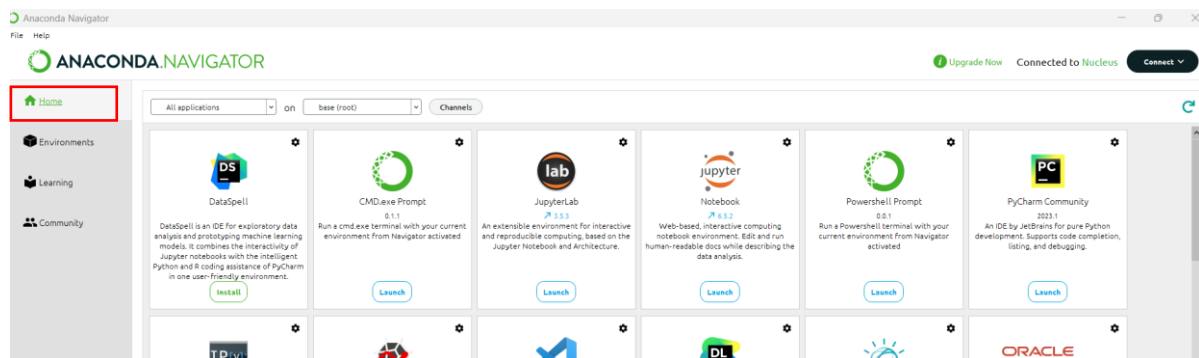 Anaconda Navigator
File Help
ANACONDA.NAVIGATOR
i Upgrade Now Connected to Nucleus Connect
Home
Environments
Learning
Community
All applications on base (root) Channels
DS
DataSpell
DataSpell is an IDE for exploratory data
analysis and prototyping machine learning
models. It combines the interactivity of
Jupyter notebooks with the intelligent
Python and R coding assistance of PyCharm
in one user-friendly environment.
Install
CMD.exe Prompt
0.1.1
Run a cmd.exe terminal with your current
environment from Navigator activated
Launch
lab
JupyterLab
3.5.3
An extensible environment for interactive
and reproducible computing, based on the
Jupyter Notebook and Architecture.
Launch
jupyter
Notebook
6.5.2
Web-based, interactive computing
notebook environment. Edit and run
human-readable docs while describing the
data analysis.
Launch
Powershell Prompt
0.0.1
Run a Powershell terminal with your
current environment from Navigator
activated
Launch
PC
PyCharm Community
2023.1
An IDE by JetBrains for pure Python
development. Supports code completion,
listing, and debugging.
Launch
IP[y]:
DL
ORACLE